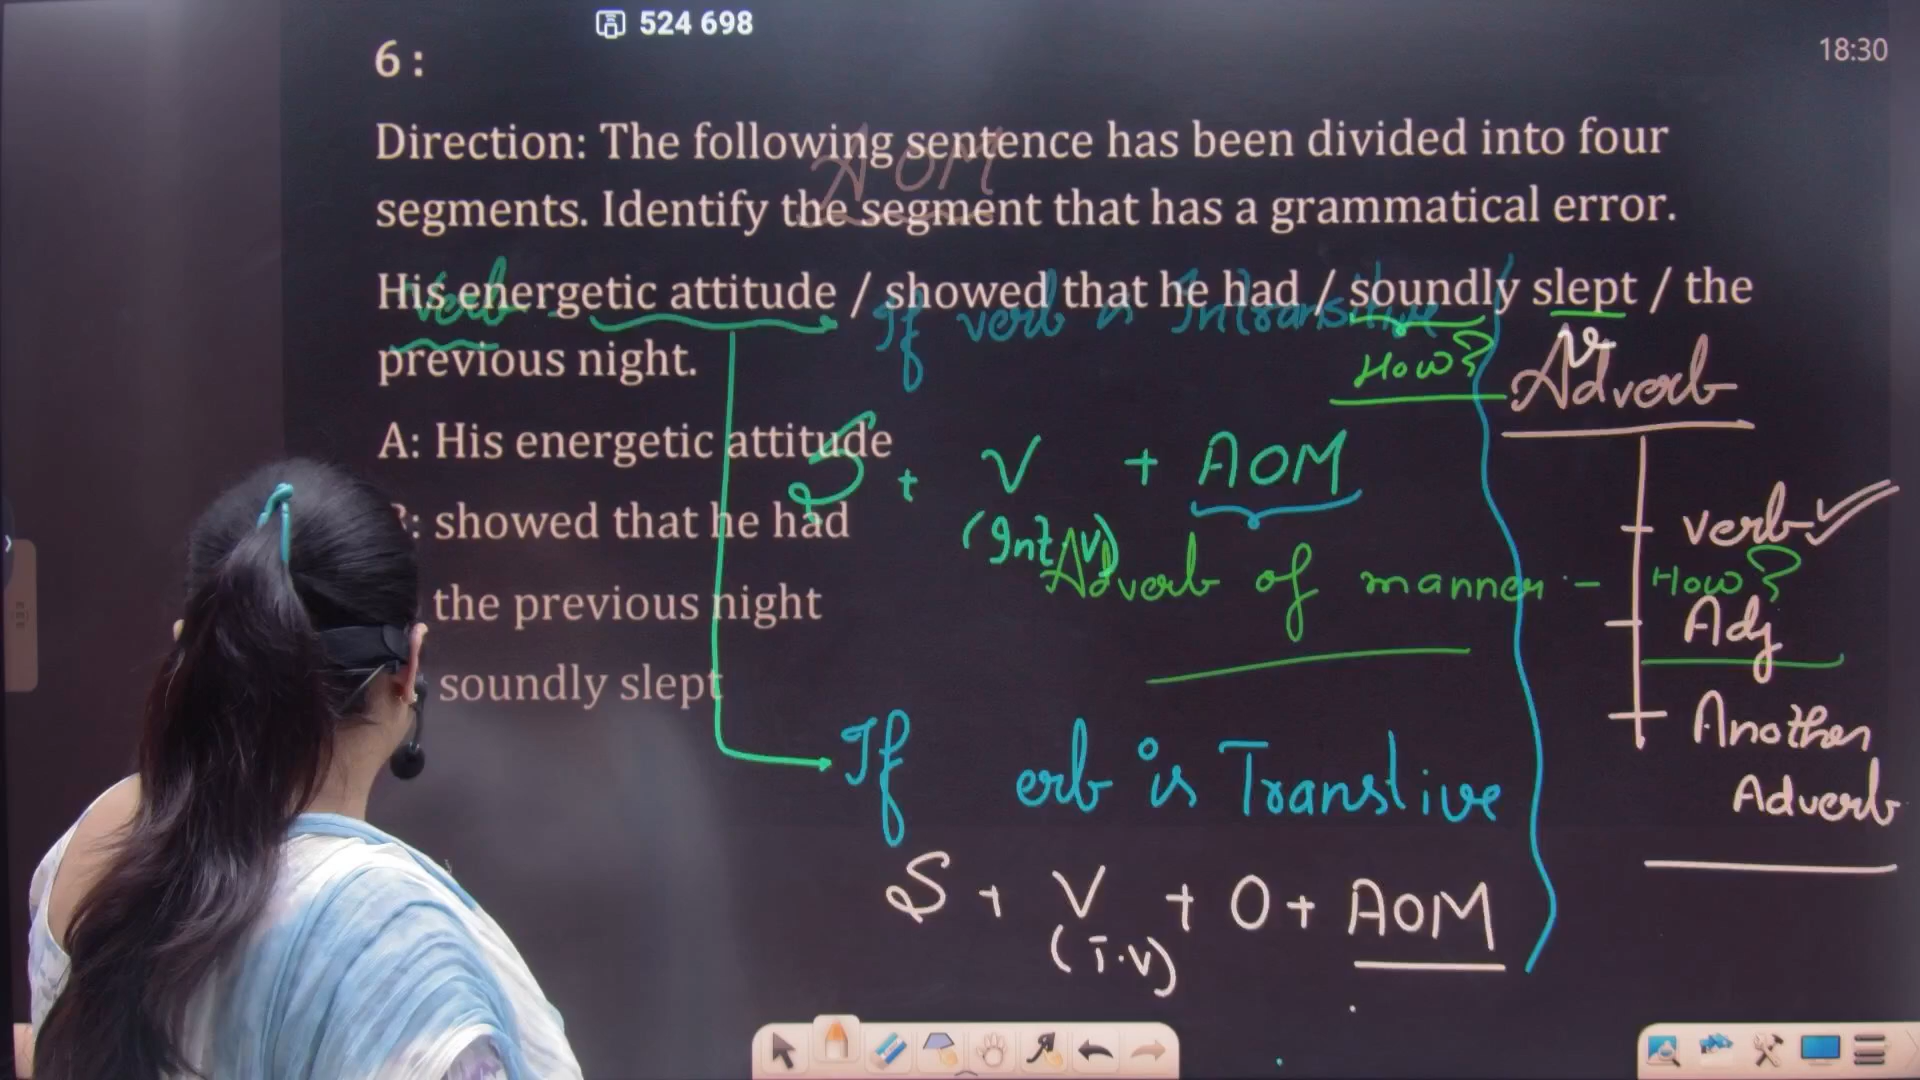 524 698
18:30
6 :
Direction: The following sentence has been divided into four
AOM
segments. Identify the segment that has a grammatical error.
His energetic attitude / showed that he had / soundly slept / the
verb
If verb is Intransitive
previous night.
How?
V
Adverb
A: His energetic attitude
S + V + AOM
(Int V)
B: showed that he had
verb
Adverb of manner :- How?
the previous night
Adj
soundly slept
Another
Adverb
If erb is Transtive
S + V + O + AOM
(T.V)